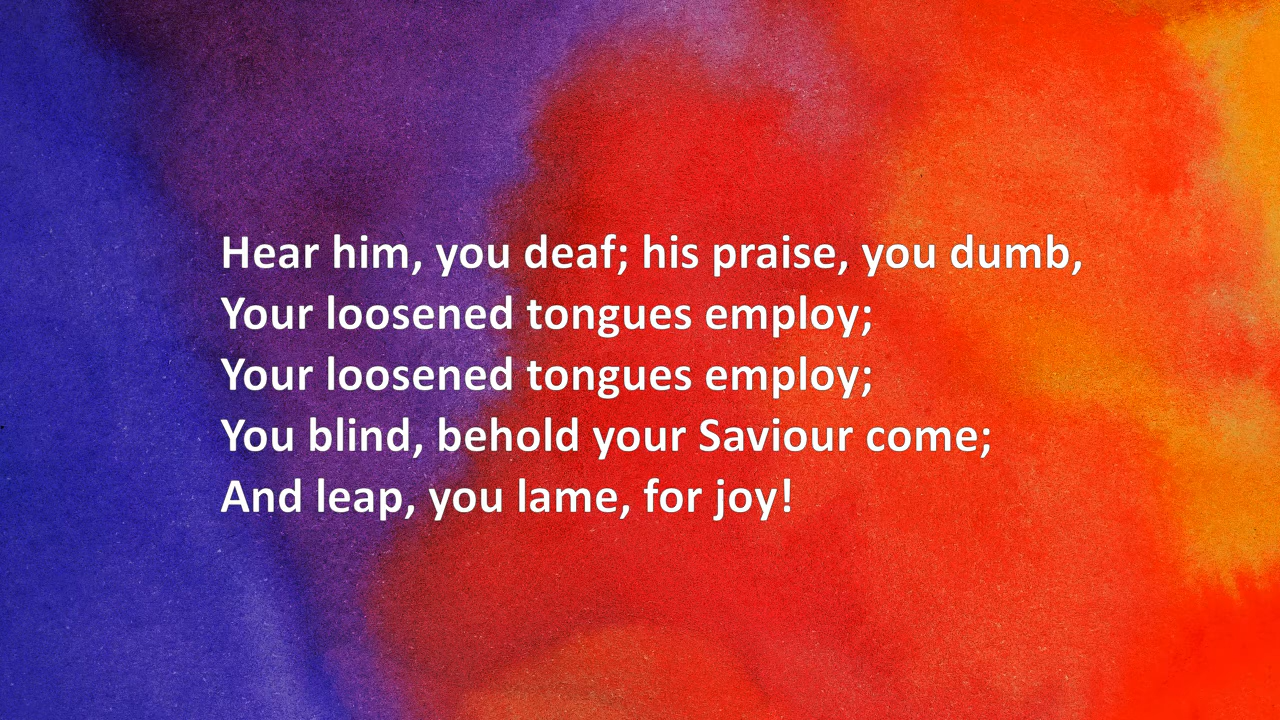 Hear him, you deaf; his praise, you dumb,
Your loosened tongues employ;
Your loosened tongues employ;
You blind, behold your Saviour come;
And leap, you lame, for joy!